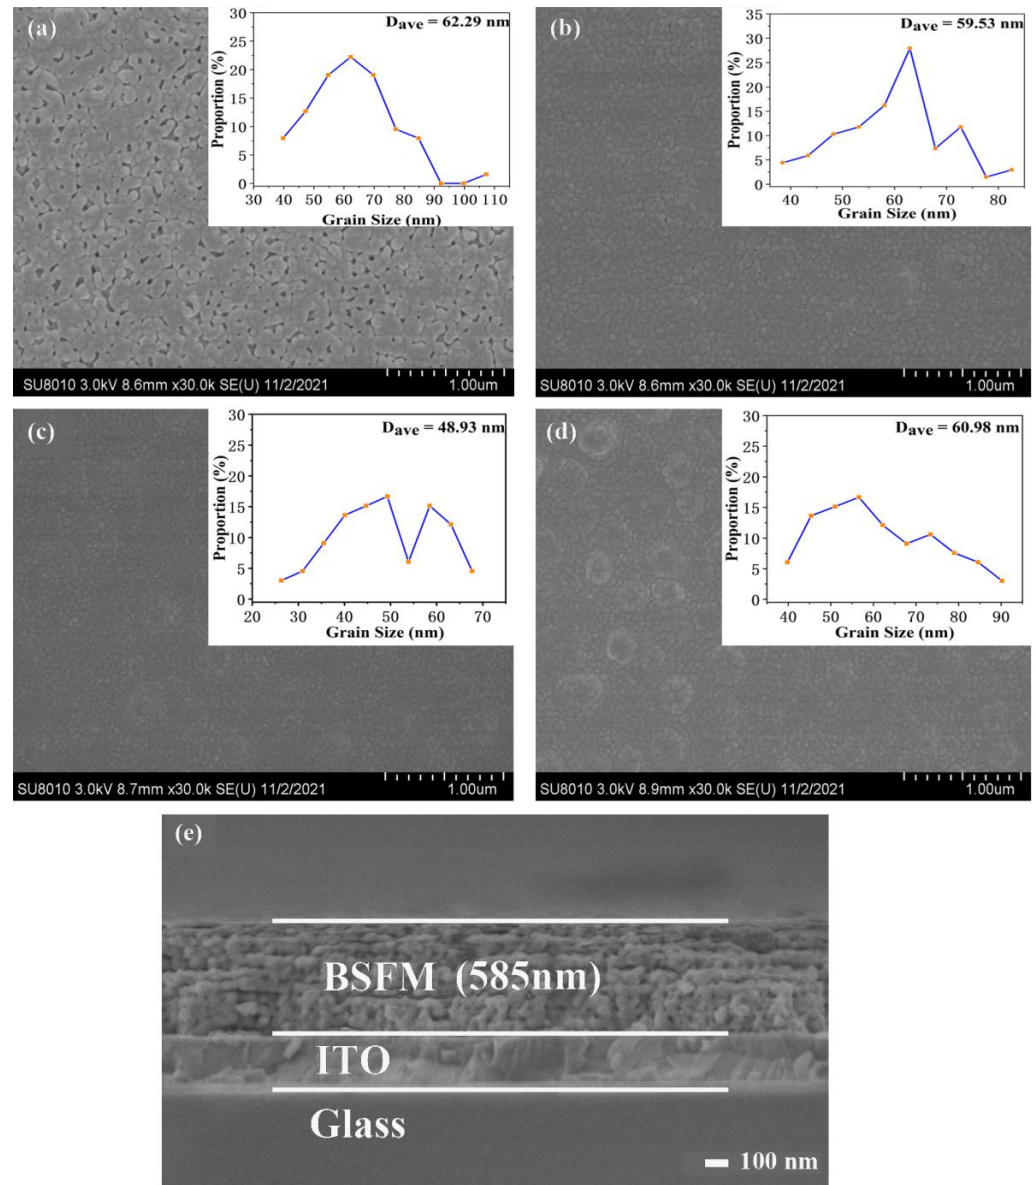 (a)
Dave = 62.29 nm
Proportion (%)
30
25
20
15
10
5
0
30 40 50 60 70 80 90 100 110
Grain Size (nm)
SU8010 3.0kV 8.6mm x30.0k SE(U) 11/2/2021
1.00um
(b)
Dave = 59.53 nm
Proportion (%)
35
30
25
20
15
10
5
0
40 50 60 70 80
Grain Size (nm)
SU8010 3.0kV 8.6mm x30.0k SE(U) 11/2/2021
1.00um
(c)
Dave = 48.93 nm
Proportion (%)
30
25
20
15
10
5
0
20 30 40 50 60 70
Grain Size (nm)
SU8010 3.0kV 8.7mm x30.0k SE(U) 11/2/2021
1.00um
(d)
Dave = 60.98 nm
Proportion (%)
30
25
20
15
10
5
0
40 50 60 70 80 90
Grain Size (nm)
SU8010 3.0kV 8.9mm x30.0k SE(U) 11/2/2021
1.00um
(e)
BSFM (585nm)
ITO
Glass
100 nm